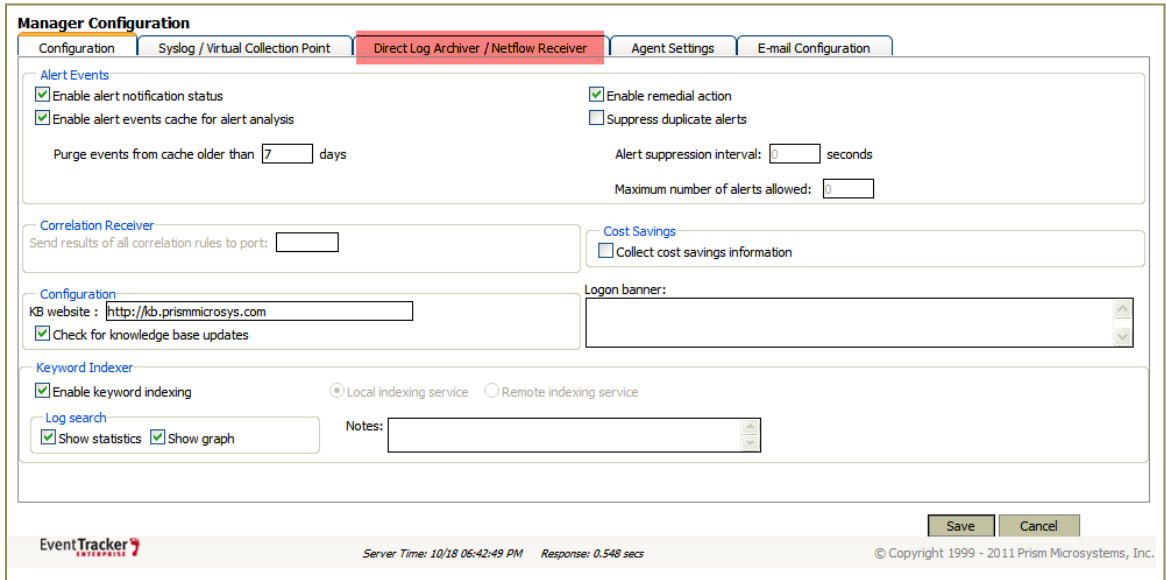 Manager Configuration
Configuration Syslog / Virtual Collection Point Direct Log Archiver / Netflow Receiver Agent Settings E-mail Configuration
Alert Events
Enable alert notification status Enable remedial action
Enable alert events cache for alert analysis Suppress duplicate alerts
Purge events from cache older than 7 days Alert suppression interval: 0 seconds
Maximum number of alerts allowed: 0
Correlation Receiver Cost Savings
Send results of all correlation rules to port:
Collect cost savings information
Configuration Logon banner:
KB website : http://kb.prismmicrosys.com
Check for knowledge base updates
Keyword Indexer
Enable keyword indexing Local indexing service Remote indexing service
Log search
Show statistics Show graph Notes:
Save Cancel
EventTracker
ENTERPRISE
Server Time: 10/18 06:42:49 PM Response: 0.548 secs © Copyright 1999 - 2011 Prism Microsystems, Inc.